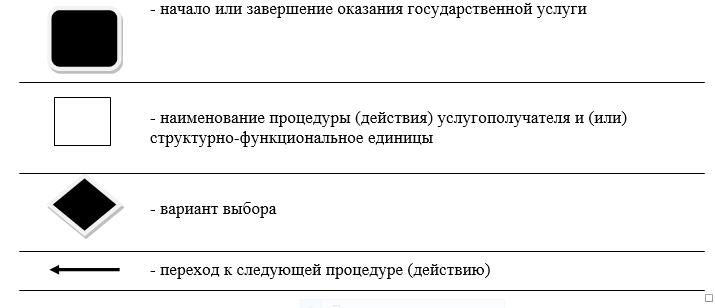 - начало или завершение оказания государственной услуги
- наименование процедуры (действия) услугополучателя и (или)
структурно-функциональное единицы
- вариант выбора
- переход к следующей процедуре (действию)